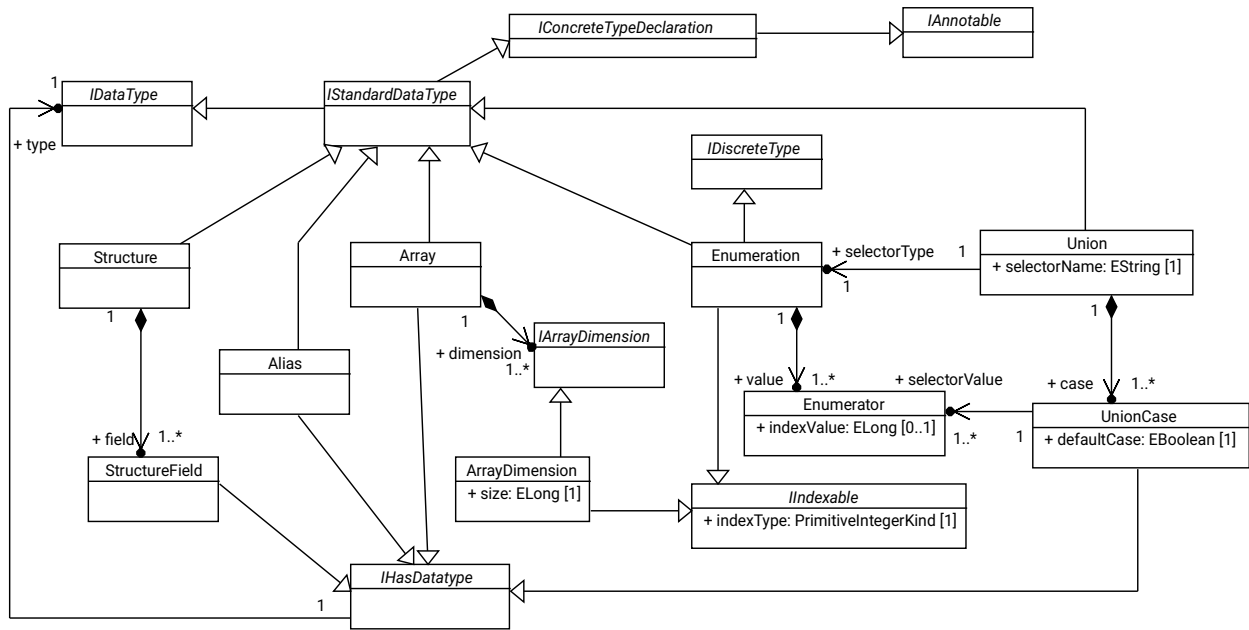 IConcreteTypeDeclaration
IAnnotable
1
IDataType
IStandardDataType
+ type
IDiscreteType
Structure
Array
Enumeration
+ selectorType
1
1
Union
+ selectorName: EString [1]
1
1
+ dimension
1..*
IArrayDimension
1
1
Alias
+ value
1..*
+ selectorValue
+ case
1..*
Enumerator
+ indexValue: ELong [0..1]
1..*
1
UnionCase
+ defaultCase: EBoolean [1]
+ field
1..*
StructureField
ArrayDimension
+ size: ELong [1]
IIndexable
+ indexType: PrimitiveIntegerKind [1]
IHasDatatype
1